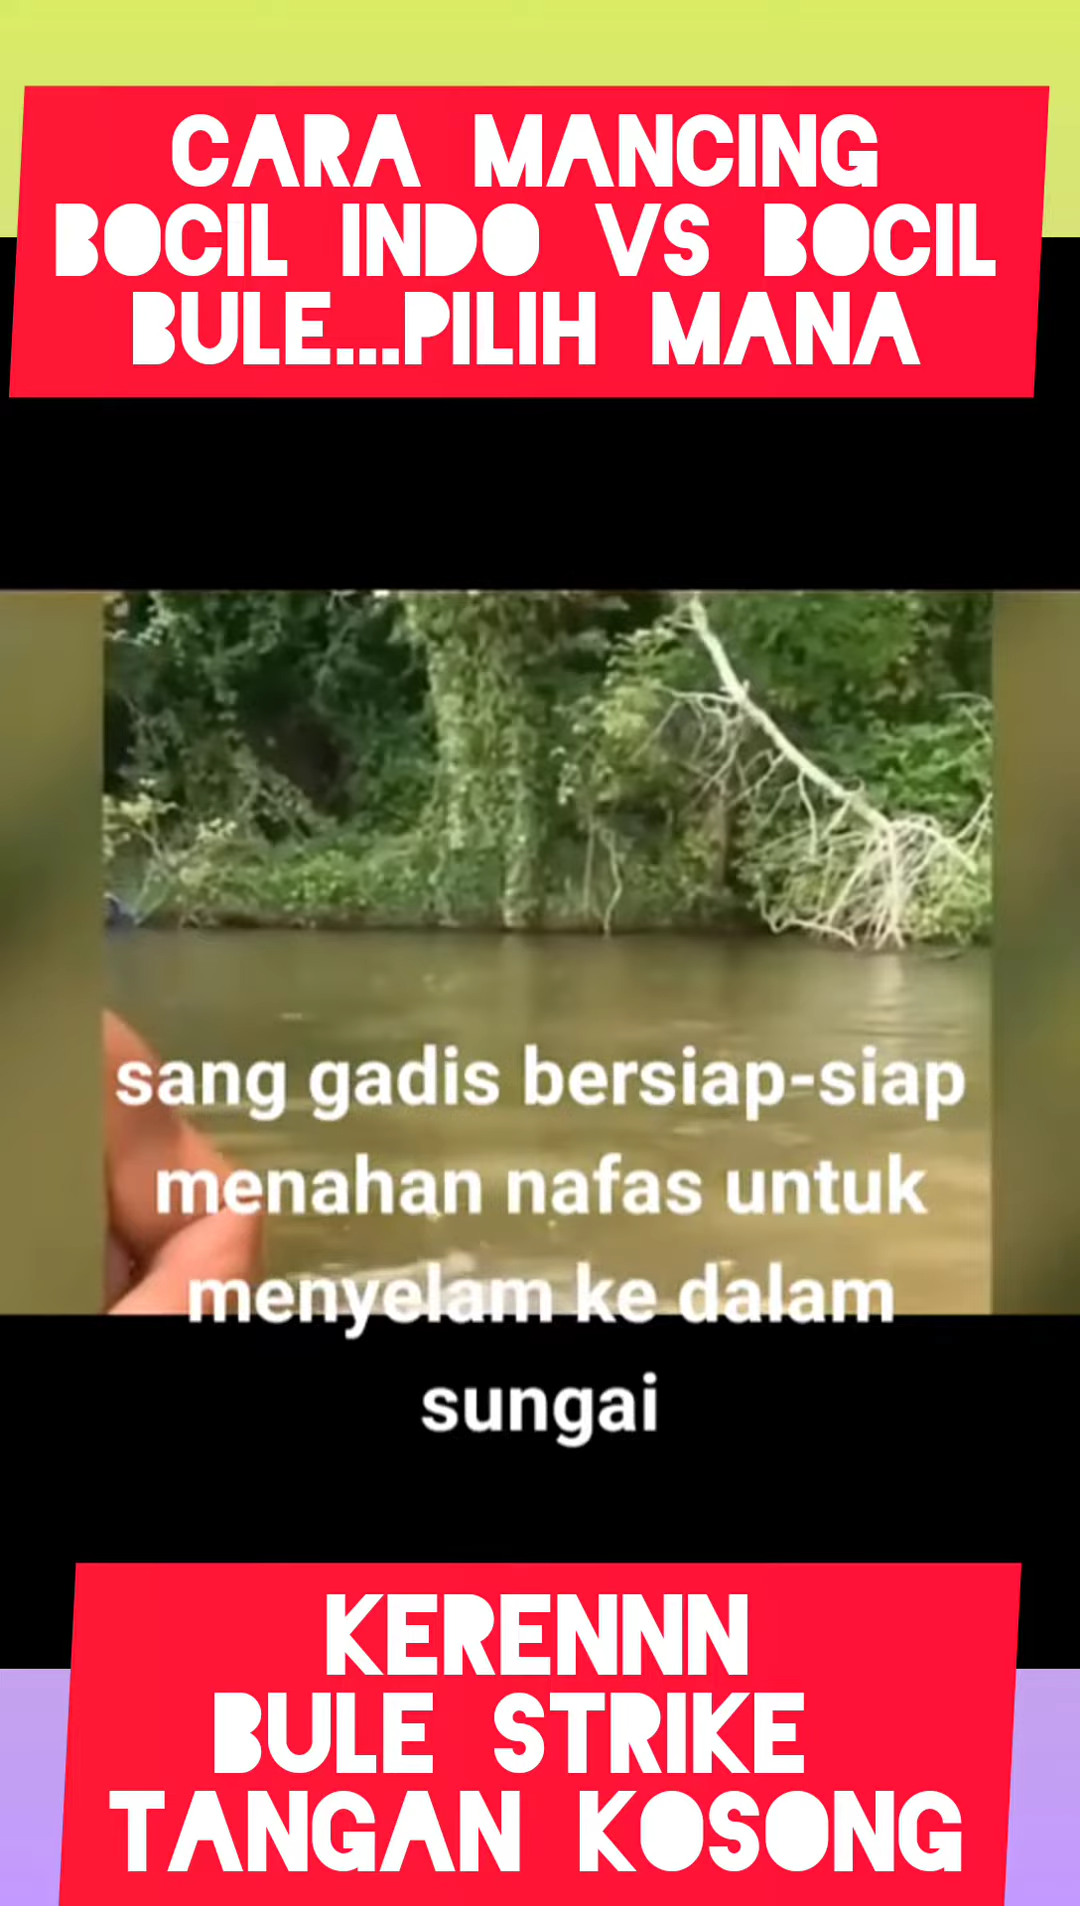 CARA MANCING
BOCIL INDO VS BOCIL
BULE...PILIH MANA
sang gadis bersiap-siap
menahan nafas untuk
menyelam ke dalam
sungai
KERENNN
BULE STRIKE
TANGAN KOSONG